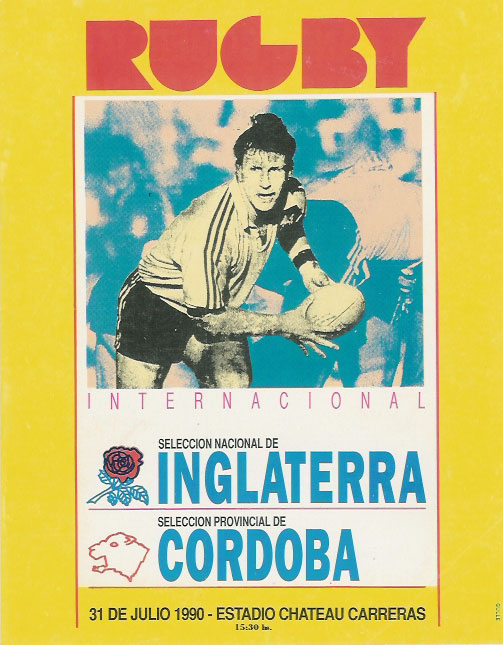 RUGBY
INTERNACIONAL
SELECCION NACIONAL DE
INGLATERRA
SELECCION PROVINCIAL DE
CORDOBA
31 DE JULIO 1990 - ESTADIO CHATEAU CARRERAS
15:30 hs.